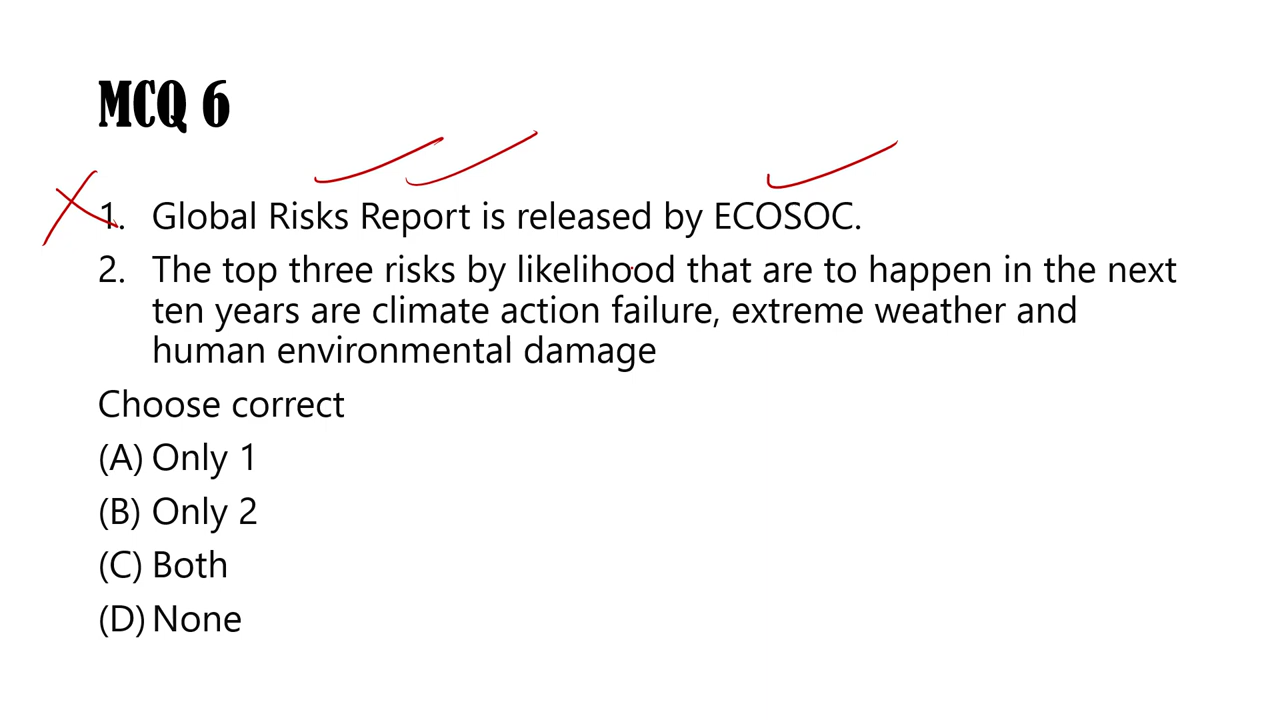 MCQ 6
1. Global Risks Report is released by ECOSOC.
2. The top three risks by likelihood that are to happen in the next
ten years are climate action failure, extreme weather and
human environmental damage
Choose correct
(A) Only 1
(B) Only 2
(C) Both
(D) None